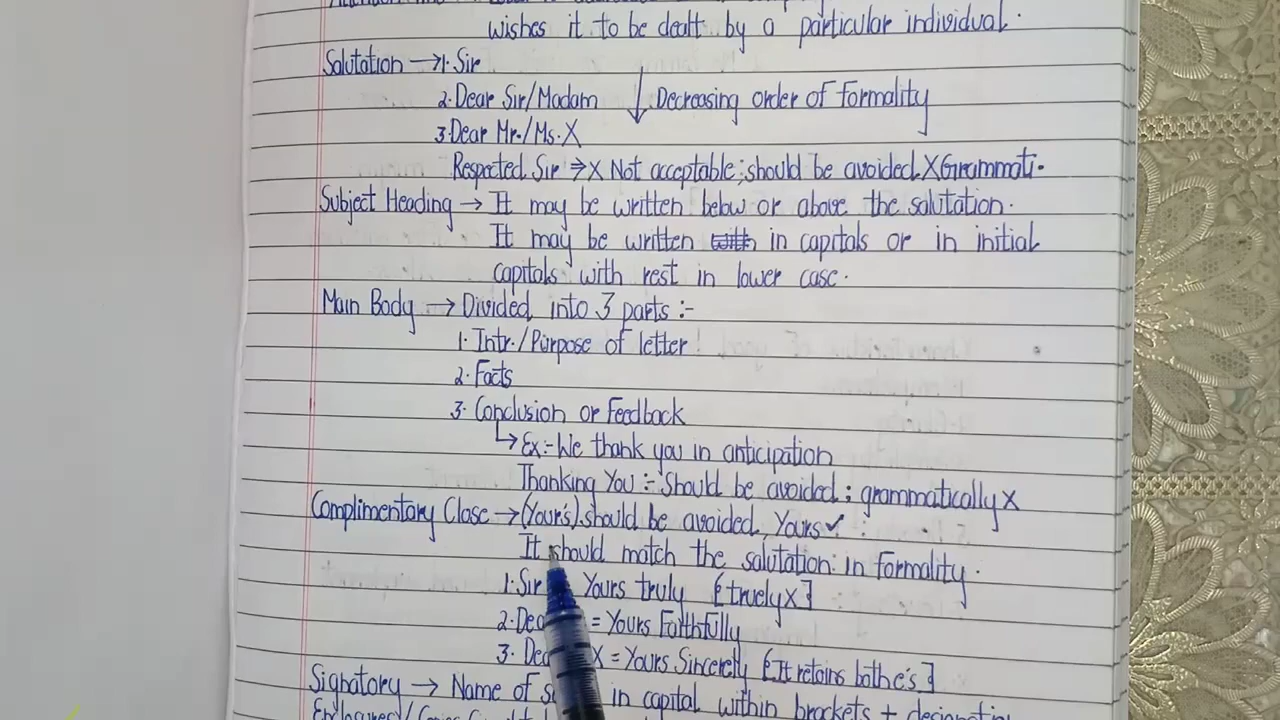 wishes it to be dealt by a particular individual.
Salutation → 1. Sir
2. Dear Sir/Madam ↓ Decreasing order of formality
3. Dear Mr./Ms. X
Respected Sir ⇒ X Not acceptable; should be avoided X Grammati.
Subject Heading → It may be written below or above the salutation.
It may be written in capitals or in initial
capitals with rest in lower case.
Main Body → Divided into 3 parts :-
1. Intr./Purpose of letter
2. Facts
3. Conclusion or Feedback
↳ Ex:- We thank you in anticipation
Thanking You :- Should be avoided; grammatically X
Complimentary Close → (Your's) should be avoided, Yours ✓
It should match the salutation in formality.
1. Sir Yours truly [truely X]
2. = Yours Faithfully
3. X = Yours Sincerely [It retains both e's]
Signatory → Name of in capital within brackets +